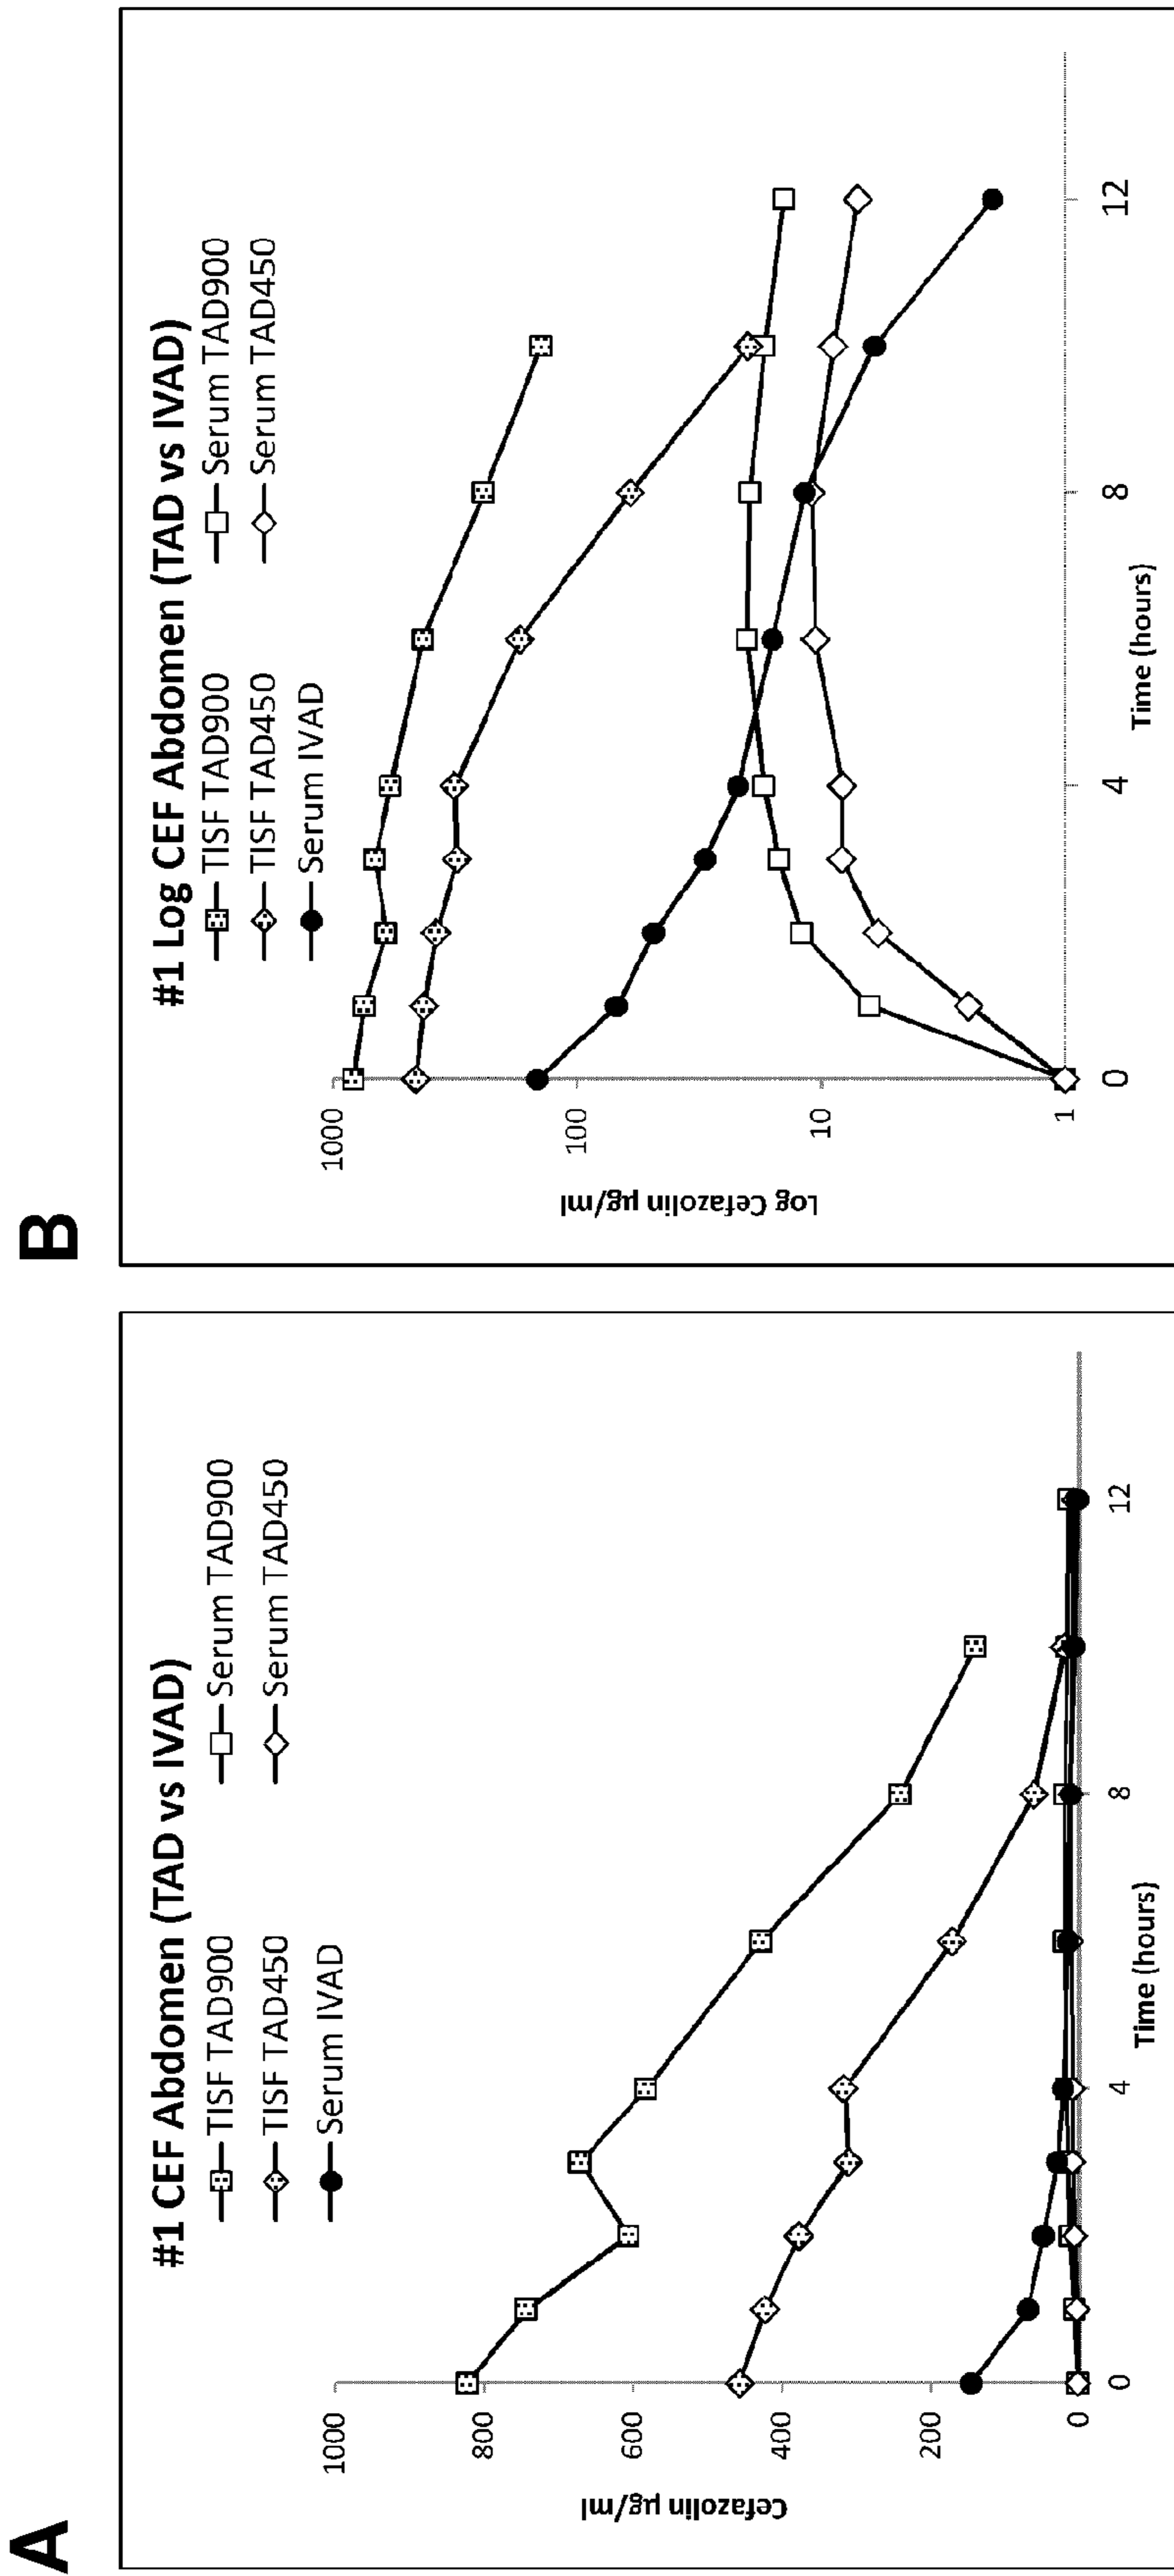 A
#1 CEF Abdomen (TAD vs IVAD)
TISF TAD900
Serum TAD900
TISF TAD450
Serum TAD450
Serum IVAD
Cefazolin µg/ml
1000
800
600
400
200
0
0
4
8
12
Time (hours)
B
#1 Log CEF Abdomen (TAD vs IVAD)
TISF TAD900
Serum TAD900
TISF TAD450
Serum TAD450
Serum IVAD
Log Cefazolin µg/ml
1000
100
10
1
0
4
8
12
Time (hours)